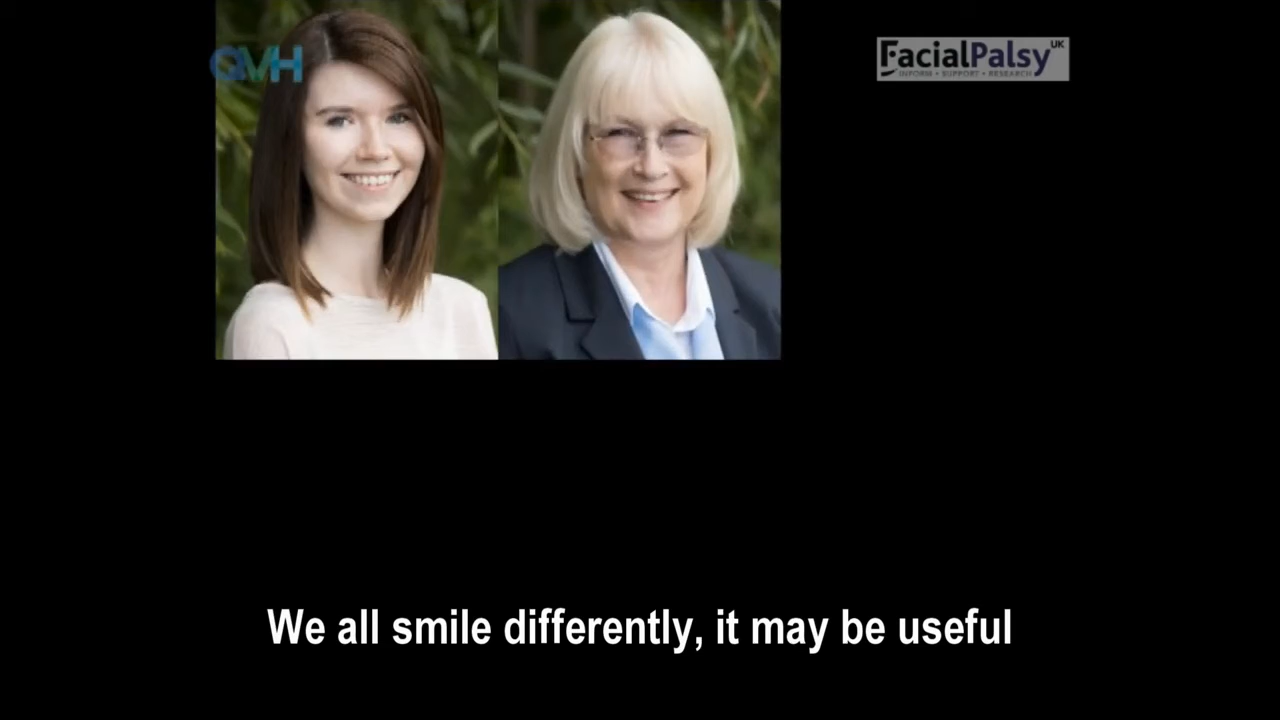 QVH
FacialPalsy UK
INFORM • SUPPORT • RESEARCH
We all smile differently, it may be useful